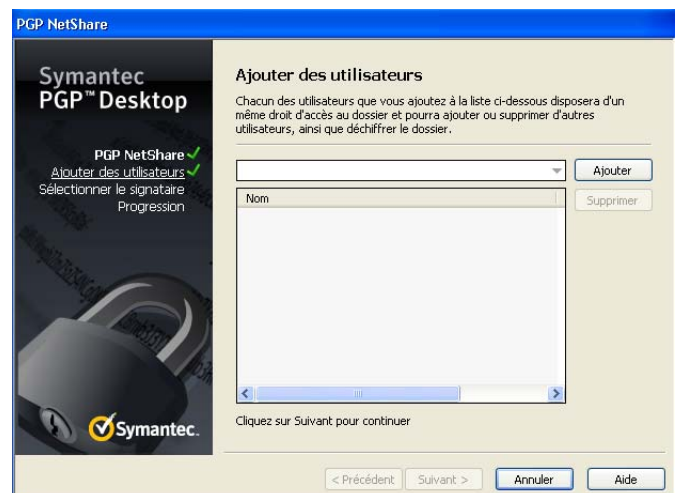 PGP NetShare
Symantec
PGP™ Desktop
PGP NetShare
Ajouter des utilisateurs
Sélectionner le signataire
Progression
Symantec.
Ajouter des utilisateurs
Chacun des utilisateurs que vous ajoutez à la liste ci-dessous disposera d'un
même droit d'accès au dossier et pourra ajouter ou supprimer d'autres
utilisateurs, ainsi que déchiffrer le dossier.
Ajouter
Nom
Supprimer
Cliquez sur Suivant pour continuer
< Précédent Suivant > Annuler Aide